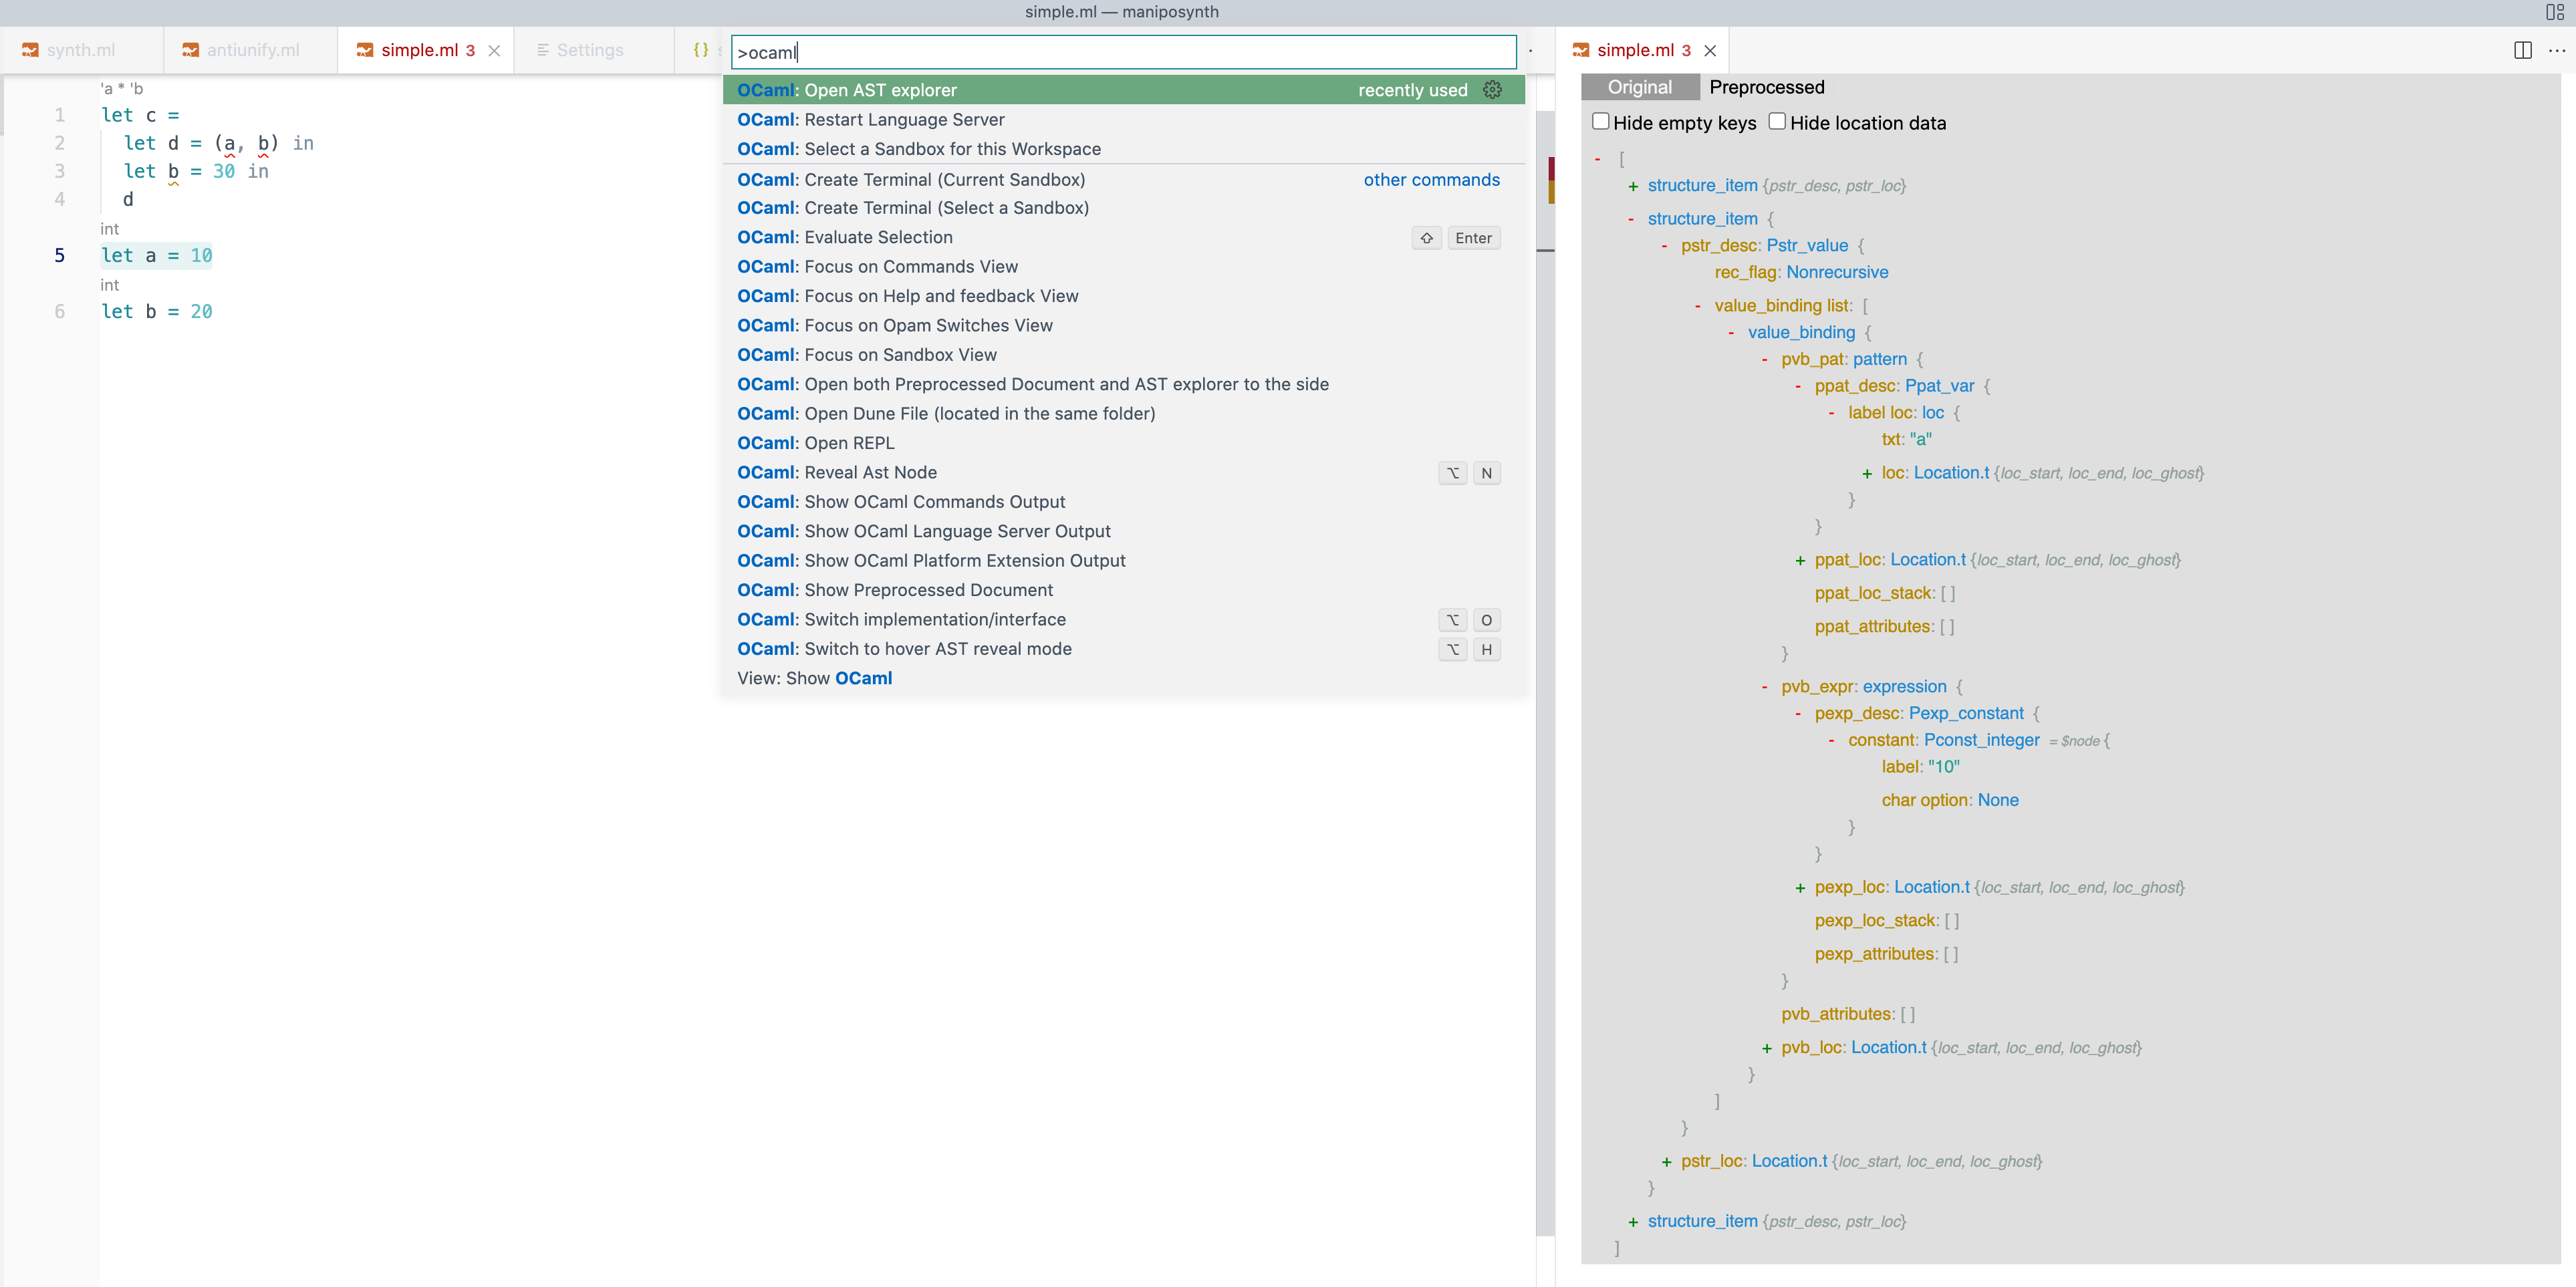 simple.ml — maniposynth
synth.ml
antiunify.ml
simple.ml 3
Settings
{} s
'a * 'b
1 let c =
2 let d = (a, b) in
3 let b = 30 in
4 d
int
5 let a = 10
int
6 let b = 20
>ocaml
OCaml: Open AST explorer recently used
OCaml: Restart Language Server
OCaml: Select a Sandbox for this Workspace
OCaml: Create Terminal (Current Sandbox) other commands
OCaml: Create Terminal (Select a Sandbox)
OCaml: Evaluate Selection ⇧ Enter
OCaml: Focus on Commands View
OCaml: Focus on Help and feedback View
OCaml: Focus on Opam Switches View
OCaml: Focus on Sandbox View
OCaml: Open both Preprocessed Document and AST explorer to the side
OCaml: Open Dune File (located in the same folder)
OCaml: Open REPL
OCaml: Reveal Ast Node ⌥ N
OCaml: Show OCaml Commands Output
OCaml: Show OCaml Language Server Output
OCaml: Show OCaml Platform Extension Output
OCaml: Show Preprocessed Document
OCaml: Switch implementation/interface ⌥ O
OCaml: Switch to hover AST reveal mode ⌥ H
View: Show OCaml
simple.ml 3
Original Preprocessed
Hide empty keys Hide location data
- [
+ structure_item {pstr_desc, pstr_loc}
- structure_item {
- pstr_desc: Pstr_value {
rec_flag: Nonrecursive
- value_binding list: [
- value_binding {
- pvb_pat: pattern {
- ppat_desc: Ppat_var {
- label loc: loc {
txt: "a"
+ loc: Location.t {loc_start, loc_end, loc_ghost}
}
}
+ ppat_loc: Location.t {loc_start, loc_end, loc_ghost}
ppat_loc_stack: [ ]
ppat_attributes: [ ]
}
- pvb_expr: expression {
- pexp_desc: Pexp_constant {
- constant: Pconst_integer = $node {
label: "10"
char option: None
}
}
+ pexp_loc: Location.t {loc_start, loc_end, loc_ghost}
pexp_loc_stack: [ ]
pexp_attributes: [ ]
}
pvb_attributes: [ ]
+ pvb_loc: Location.t {loc_start, loc_end, loc_ghost}
}
]
}
+ pstr_loc: Location.t {loc_start, loc_end, loc_ghost}
}
+ structure_item {pstr_desc, pstr_loc}
]